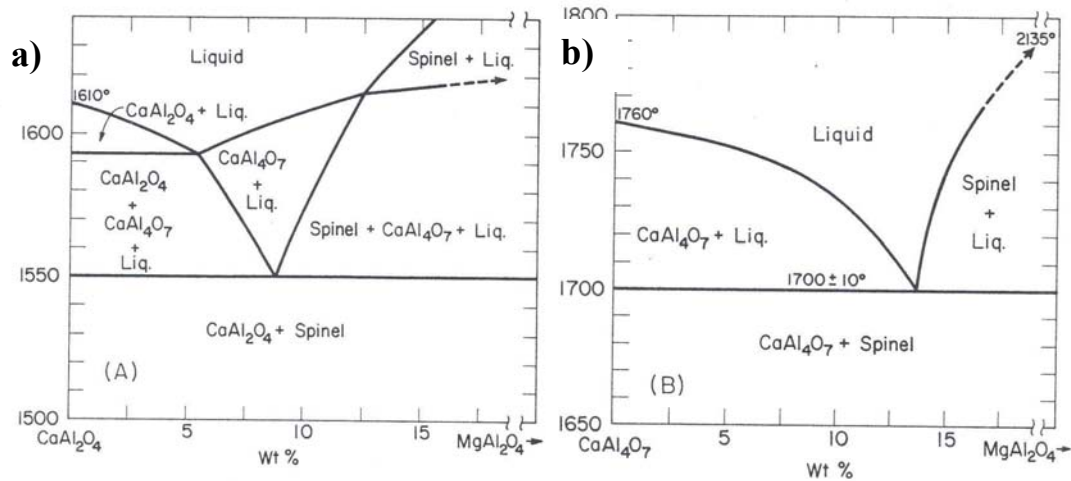 a)
1600
1550
1500
1610°
Liquid
Spinel + Liq.
CaAl₂O₄ + Liq.
CaAl₂O₄
+
CaAl₄O₇
+
Liq.
CaAl₄O₇
+
Liq.
Spinel + CaAl₄O₇ + Liq.
CaAl₂O₄ + Spinel
(A)
CaAl₂O₄
5
10
15
MgAl₂O₄→
Wt %
b)
1800
1750
1700
1650
2135°
1760°
Liquid
Spinel
+
Liq.
CaAl₄O₇ + Liq.
1700 ± 10°
CaAl₄O₇ + Spinel
(B)
CaAl₄O₇
5
10
15
MgAl₂O₄→
Wt %